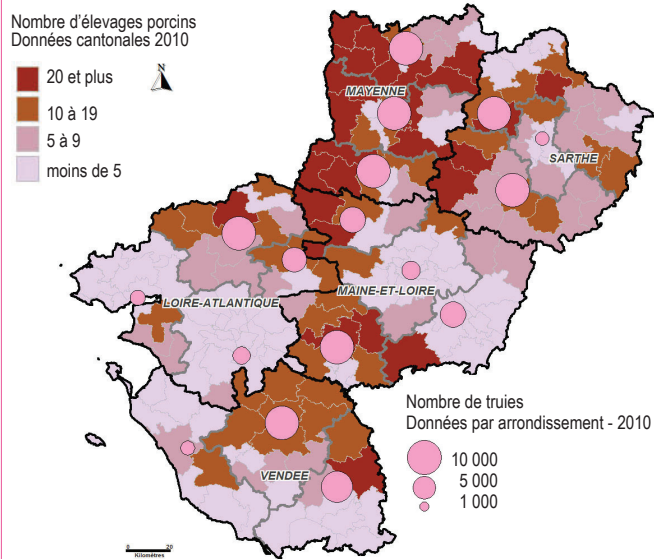 Nombre d'élevages porcins
Données cantonales 2010
20 et plus
10 à 19
5 à 9
moins de 5
N
MAYENNE
SARTHE
LOIRE-ATLANTIQUE
MAINE-ET-LOIRE
VENDEE
Nombre de truies
Données par arrondissement - 2010
10 000
5 000
1 000
0 20
Kilomètres